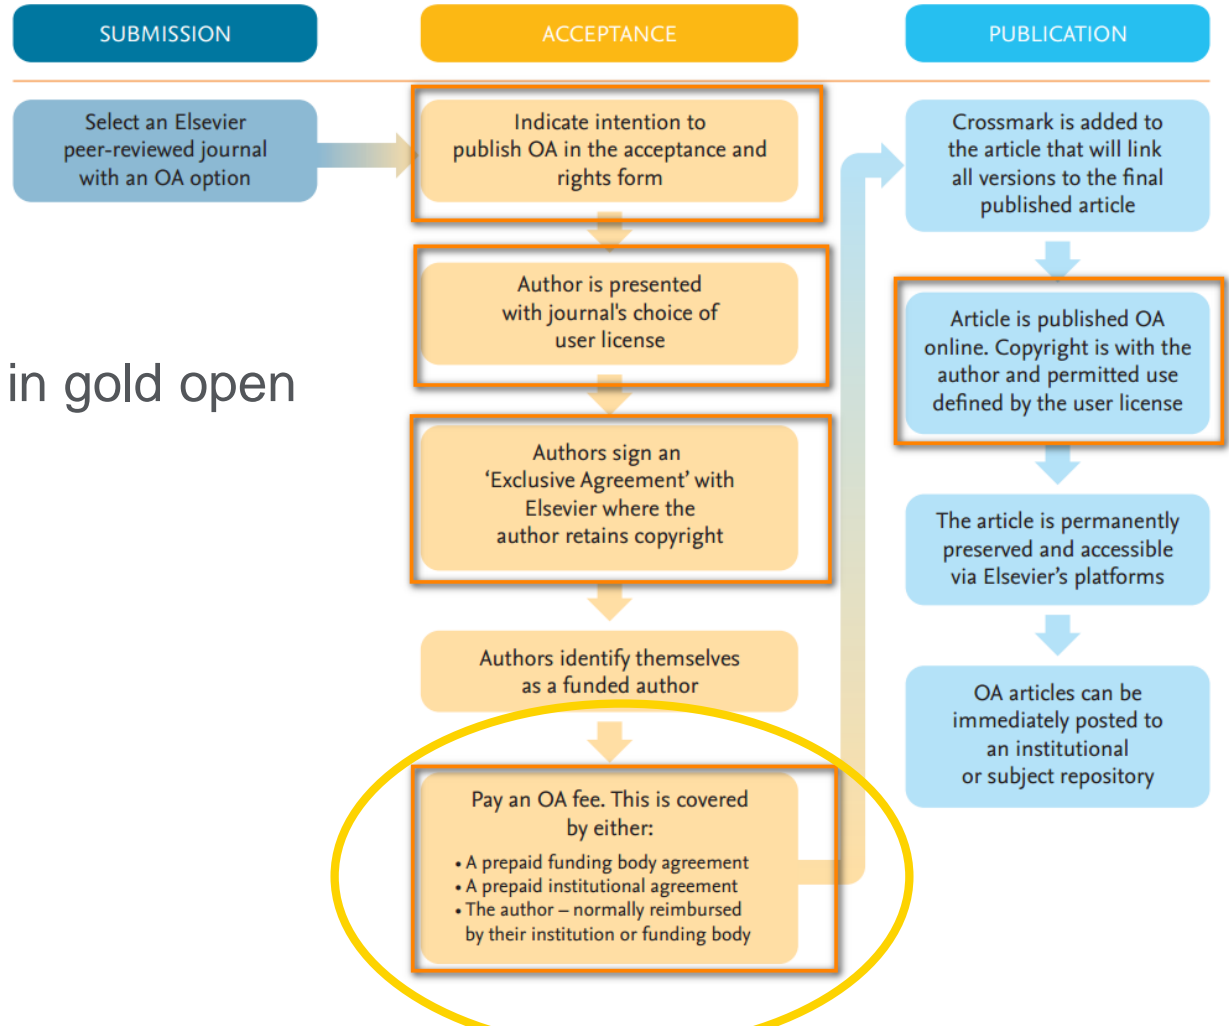 SUBMISSION
ACCEPTANCE
PUBLICATION
Select an Elsevier
peer-reviewed journal
with an OA option
in gold open
Indicate intention to
publish OA in the acceptance and
rights form
Author is presented
with journal's choice of
user license
Authors sign an
‘Exclusive Agreement’ with
Elsevier where the
author retains copyright
Authors identify themselves
as a funded author
Pay an OA fee. This is covered
by either:
• A prepaid funding body agreement
• A prepaid institutional agreement
• The author – normally reimbursed
by their institution or funding body
Crossmark is added to
the article that will link
all versions to the final
published article
Article is published OA
online. Copyright is with the
author and permitted use
defined by the user license
The article is permanently
preserved and accessible
via Elsevier’s platforms
OA articles can be
immediately posted to
an institutional
or subject repository